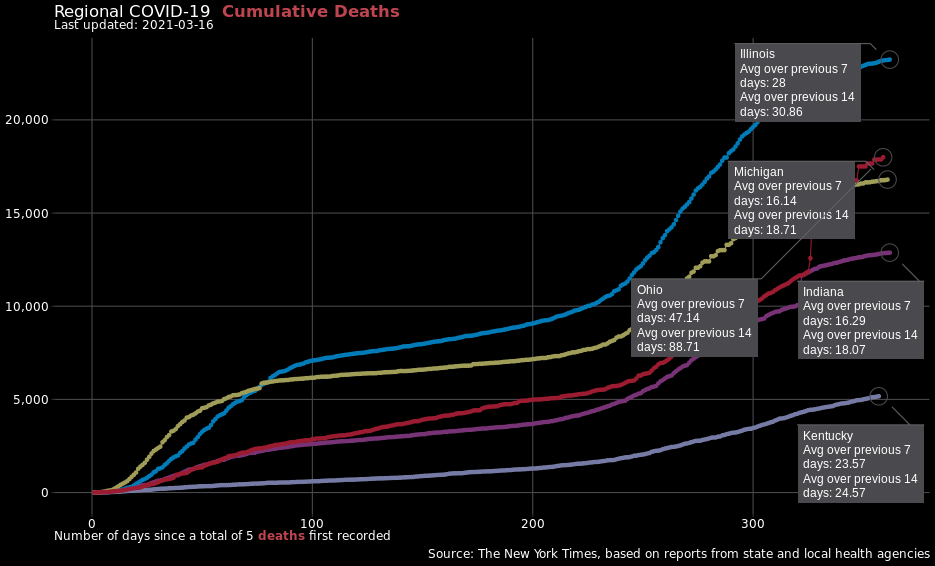 Regional COVID-19 Cumulative Deaths
Last updated: 2021-03-16
Illinois
Avg over previous 7
days: 28
Avg over previous 14
days: 30.86
20,000
Michigan
Avg over previous 7
days: 16.14
Avg over previous 14
days: 18.71
15,000
Ohio
Avg over previous 7
days: 47.14
Avg over previous 14
days: 88.71
Indiana
Avg over previous 7
days: 16.29
Avg over previous 14
days: 18.07
10,000
5,000
Kentucky
Avg over previous 7
days: 23.57
Avg over previous 14
days: 24.57
0
0 100 200 300
Number of days since a total of 5 deaths first recorded
Source: The New York Times, based on reports from state and local health agencies